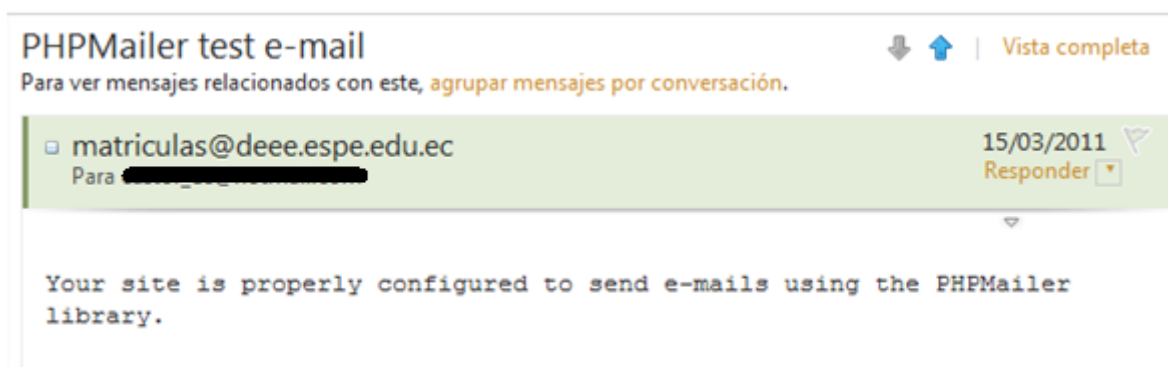 PHPMailer test e-mail
Vista completa
Para ver mensajes relacionados con este, agrupar mensajes por conversación.
matriculas@deee.espe.edu.ec
15/03/2011
Para
Responder
Your site is properly configured to send e-mails using the PHPMailer
library.